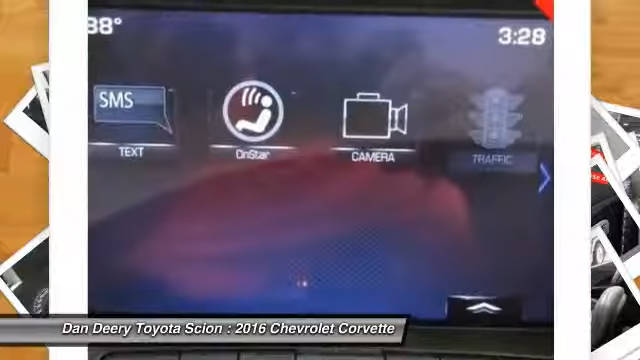 88° 3:28
SMS
TEXT OnStar CAMERA TRAFFIC
Dan Deery Toyota Scion : 2016 Chevrolet Corvette